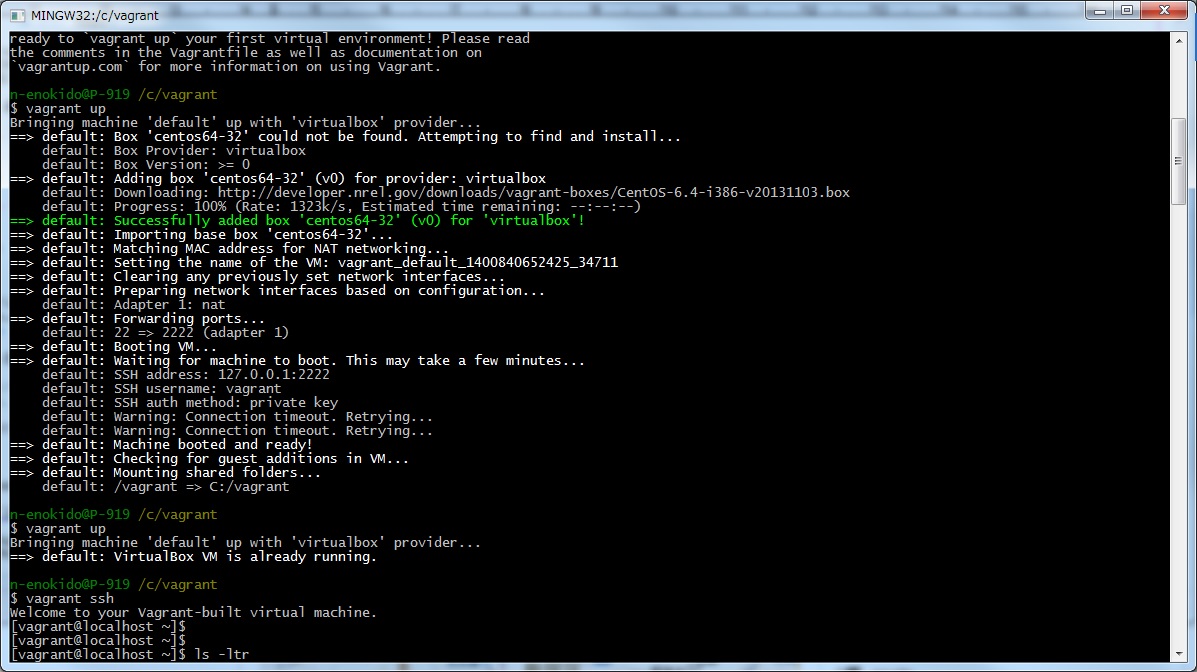 MINGW32:/c/vagrant
ready to `vagrant up` your first virtual environment! Please read
the comments in the Vagrantfile as well as documentation on
`vagrantup.com` for more information on using Vagrant.
n-enokido@P-919 /c/vagrant
$ vagrant up
Bringing machine 'default' up with 'virtualbox' provider...
==> default: Box 'centos64-32' could not be found. Attempting to find and install...
default: Box Provider: virtualbox
default: Box Version: >= 0
==> default: Adding box 'centos64-32' (v0) for provider: virtualbox
default: Downloading: http://developer.nrel.gov/downloads/vagrant-boxes/CentOS-6.4-i386-v20131103.box
default: Progress: 100% (Rate: 1323k/s, Estimated time remaining: --:--:--)
==> default: Successfully added box 'centos64-32' (v0) for 'virtualbox'!
==> default: Importing base box 'centos64-32'...
==> default: Matching MAC address for NAT networking...
==> default: Setting the name of the VM: vagrant_default_1400840652425_34711
==> default: Clearing any previously set network interfaces...
==> default: Preparing network interfaces based on configuration...
default: Adapter 1: nat
==> default: Forwarding ports...
default: 22 => 2222 (adapter 1)
==> default: Booting VM...
==> default: Waiting for machine to boot. This may take a few minutes...
default: SSH address: 127.0.0.1:2222
default: SSH username: vagrant
default: SSH auth method: private key
default: Warning: Connection timeout. Retrying...
default: Warning: Connection timeout. Retrying...
==> default: Machine booted and ready!
==> default: Checking for guest additions in VM...
==> default: Mounting shared folders...
default: /vagrant => C:/vagrant
n-enokido@P-919 /c/vagrant
$ vagrant up
Bringing machine 'default' up with 'virtualbox' provider...
==> default: VirtualBox VM is already running.
n-enokido@P-919 /c/vagrant
$ vagrant ssh
Welcome to your Vagrant-built virtual machine.
[vagrant@localhost ~]$
[vagrant@localhost ~]$
[vagrant@localhost ~]$ ls -ltr